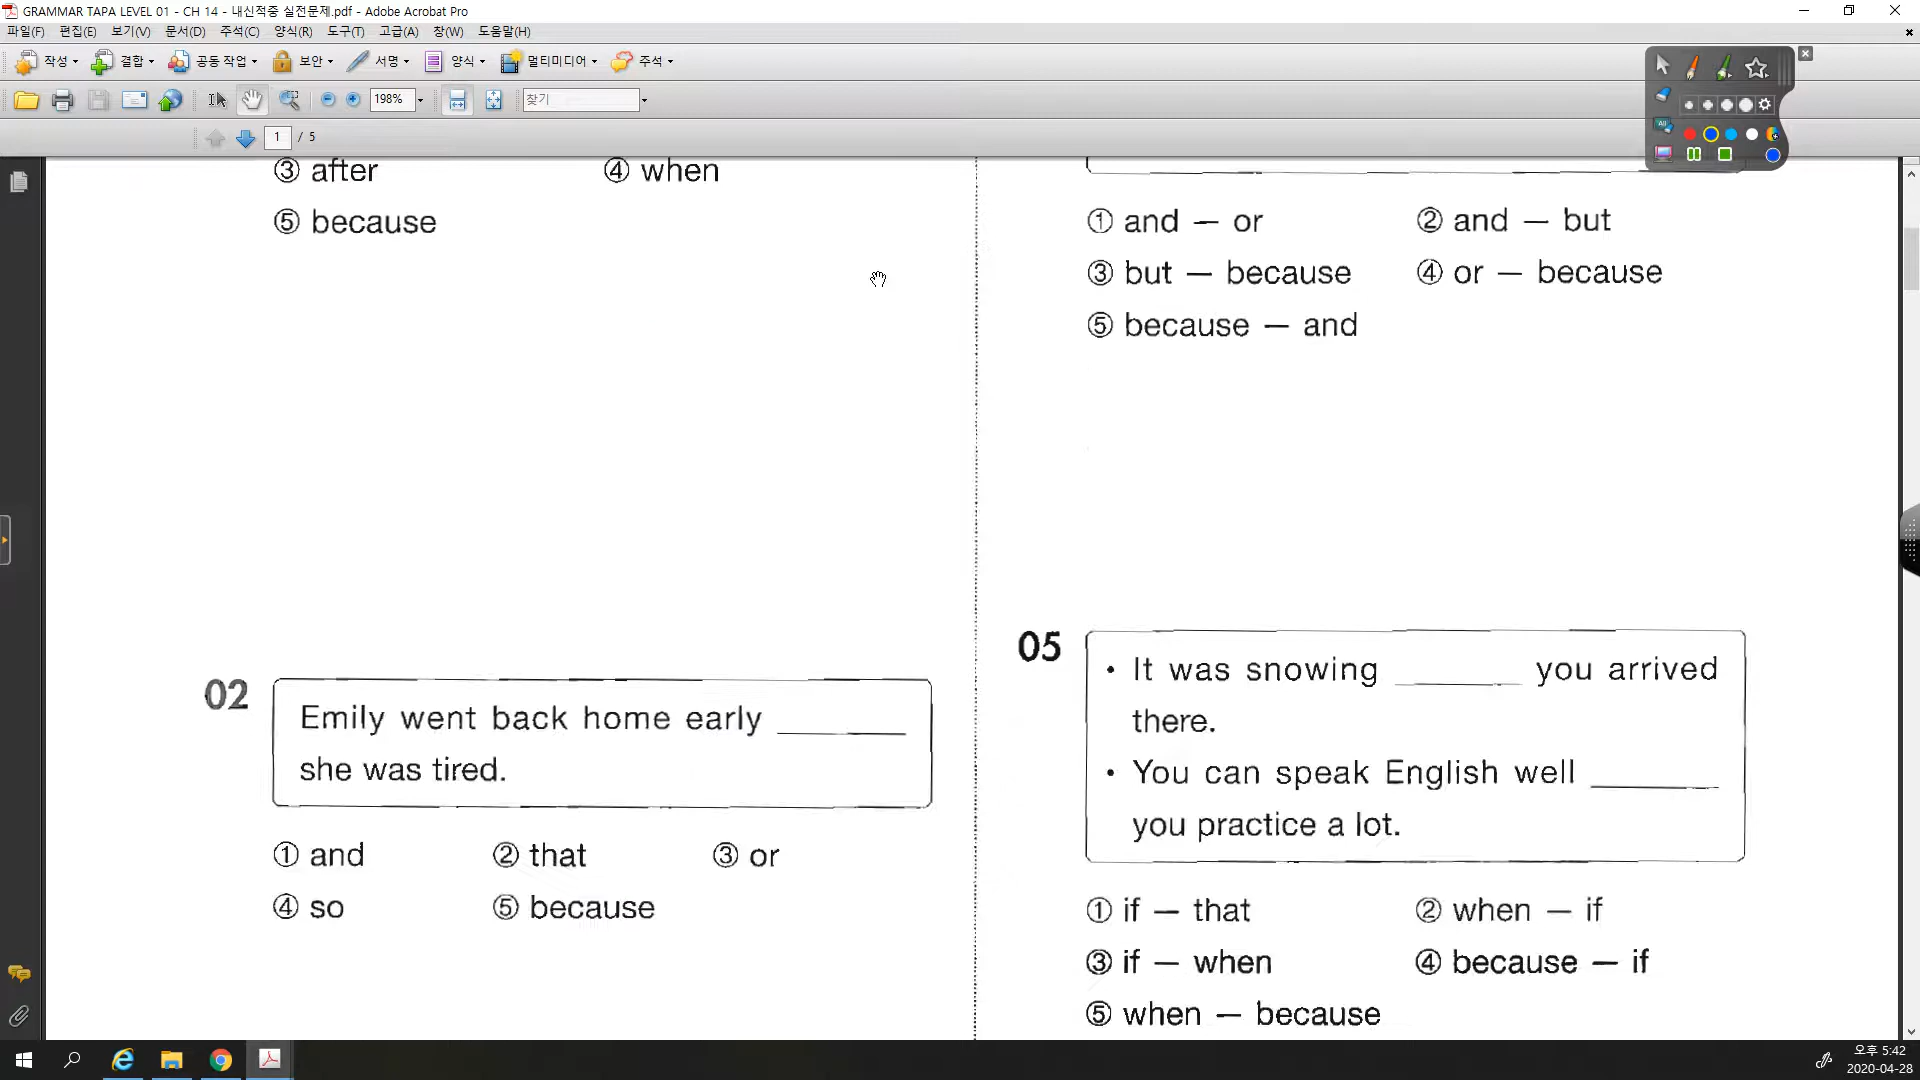 GRAMMAR TAPA LEVEL 01 - CH 14 - 내신적중 실전문제.pdf - Adobe Acrobat Pro
파일(F) 편집(E) 보기(V) 문서(D) 주석(C) 양식(R) 도구(T) 고급(A) 창(W) 도움말(H)
작성 결합 공동 작업 보안 서명 양식 멀티미디어 주석
198% 찾기
1 / 5
③ after ④ when
⑤ because
02
Emily went back home early ______
she was tired.
① and ② that ③ or
④ so ⑤ because
① and — or ② and — but
③ but — because ④ or — because
⑤ because — and
05
• It was snowing ______ you arrived
there.
• You can speak English well ______
you practice a lot.
① if — that ② when — if
③ if — when ④ because — if
⑤ when — because
오후 5:42
2020-04-28